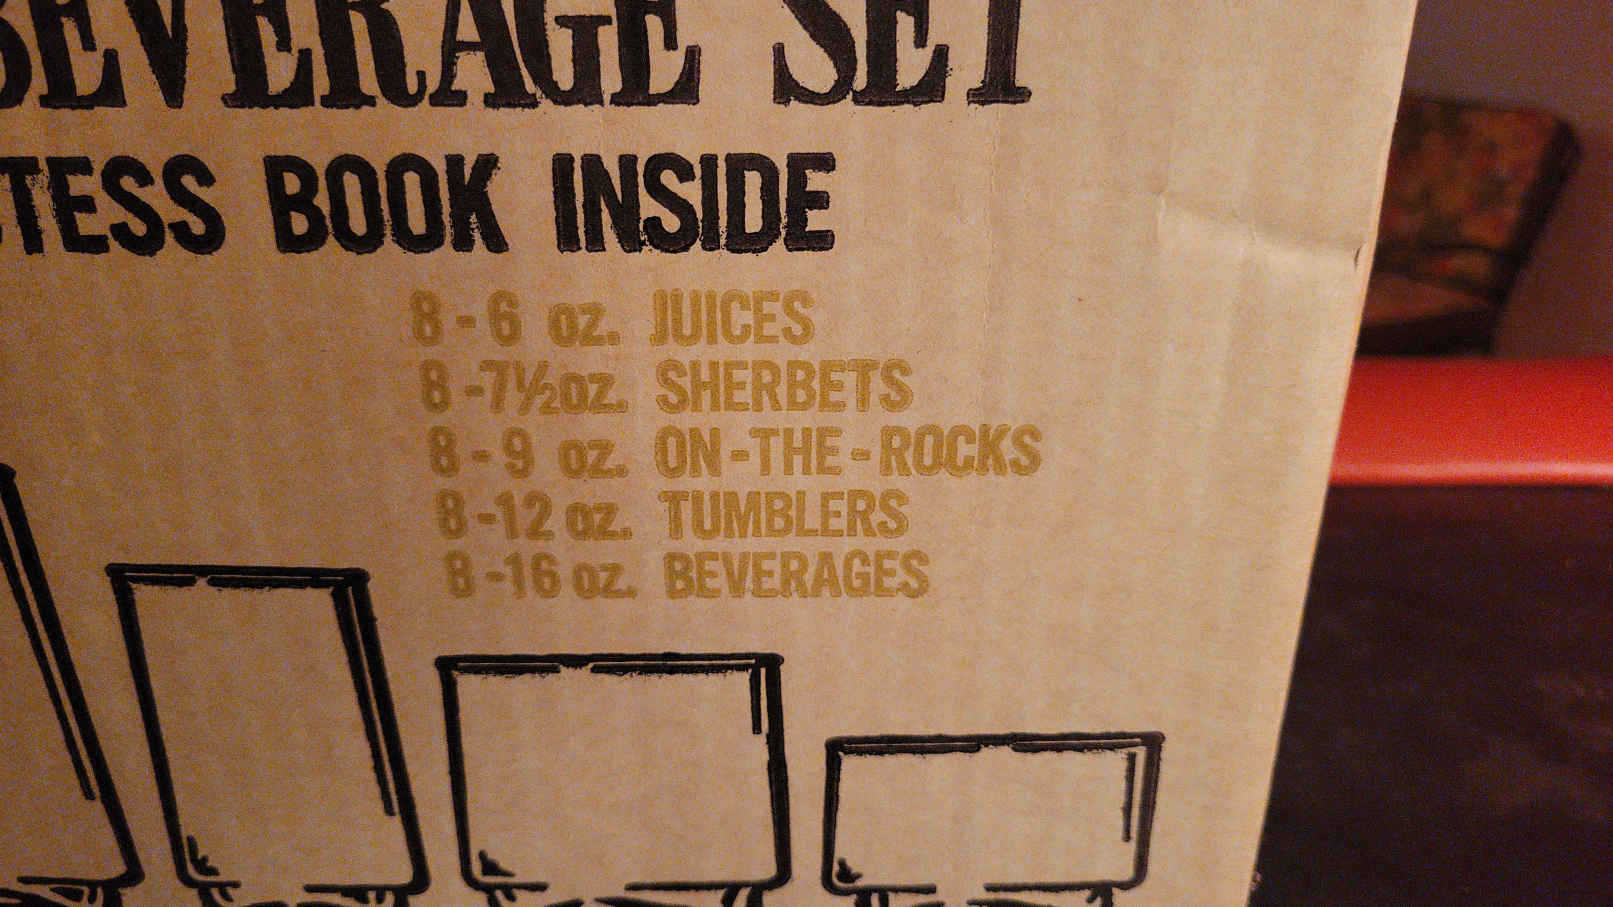 BEVERAGE SET
TESS BOOK INSIDE
8 - 6 oz. JUICES
8 -7½oz. SHERBETS
8 - 9 oz. ON-THE-ROCKS
8 -12 oz. TUMBLERS
8 -16 oz. BEVERAGES